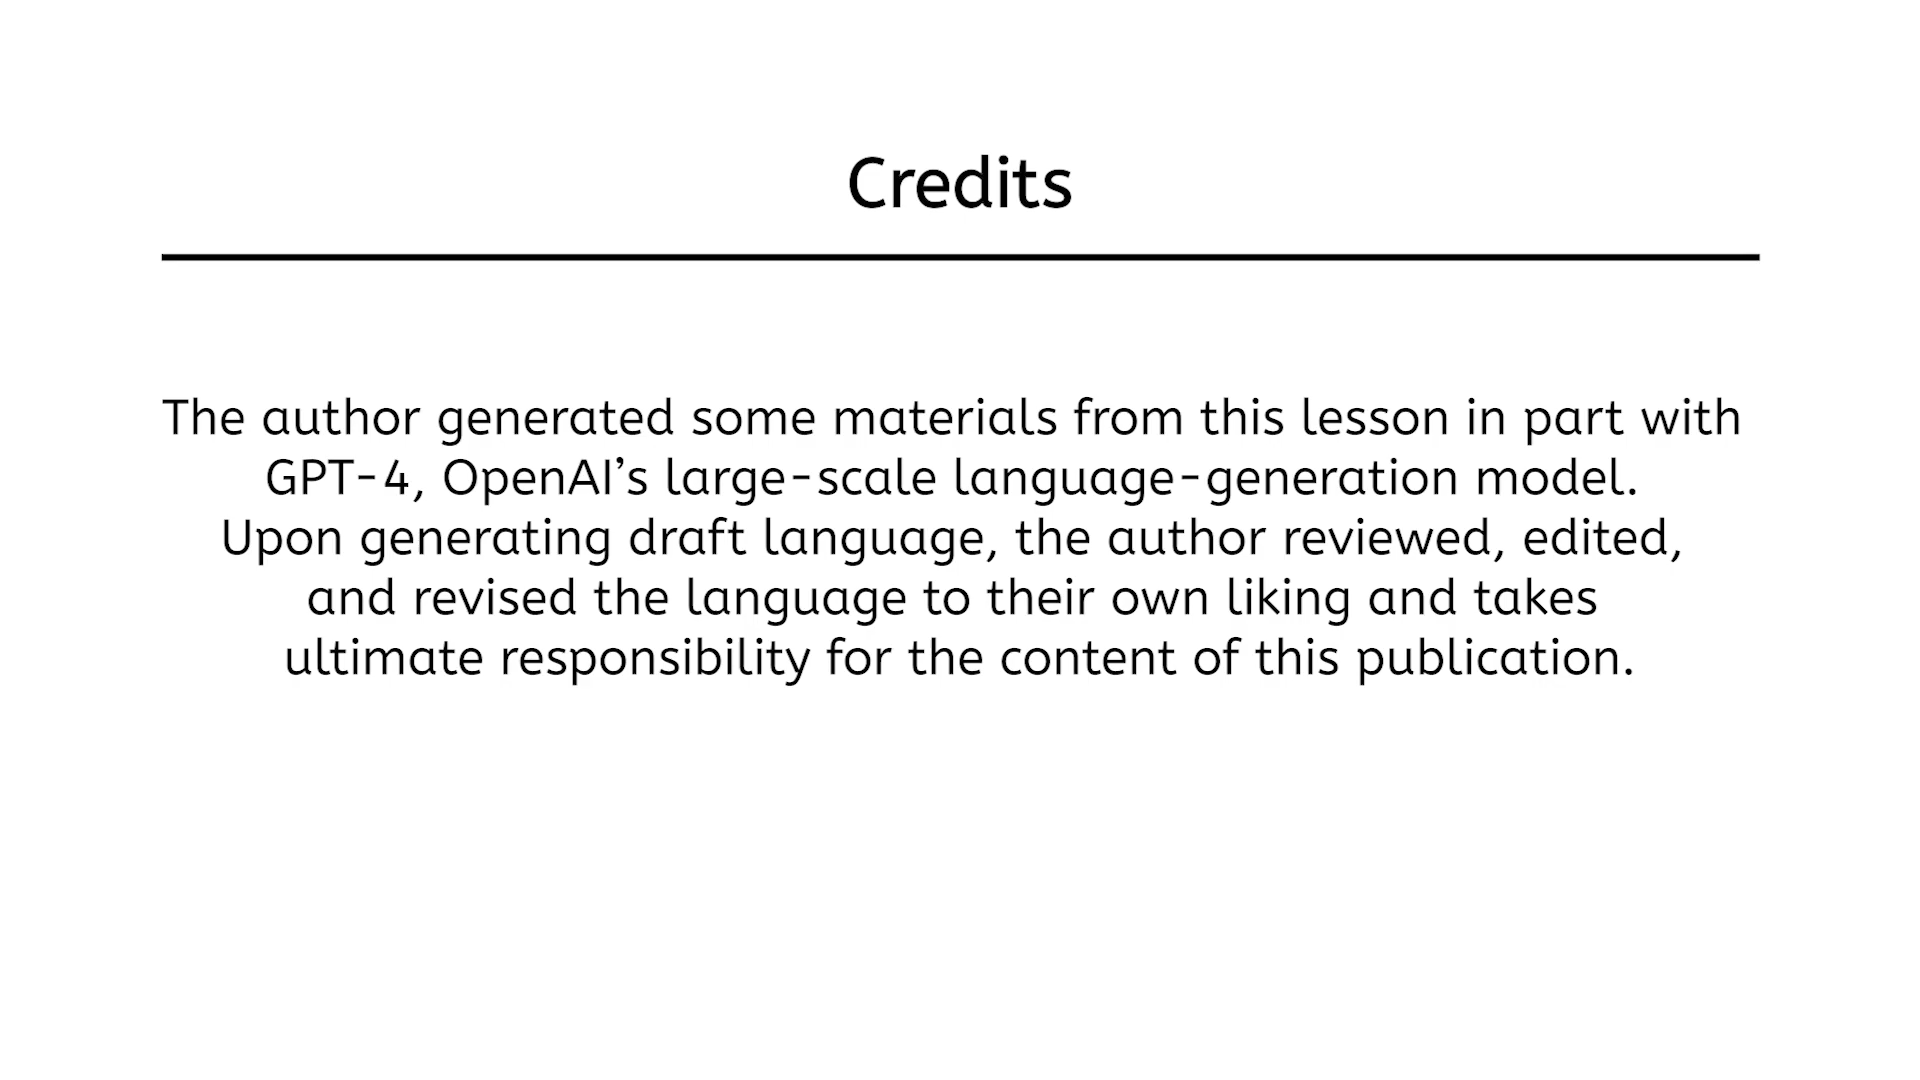 Credits
The author generated some materials from this lesson in part with
GPT-4, OpenAI’s large-scale language-generation model.
Upon generating draft language, the author reviewed, edited,
and revised the language to their own liking and takes
ultimate responsibility for the content of this publication.